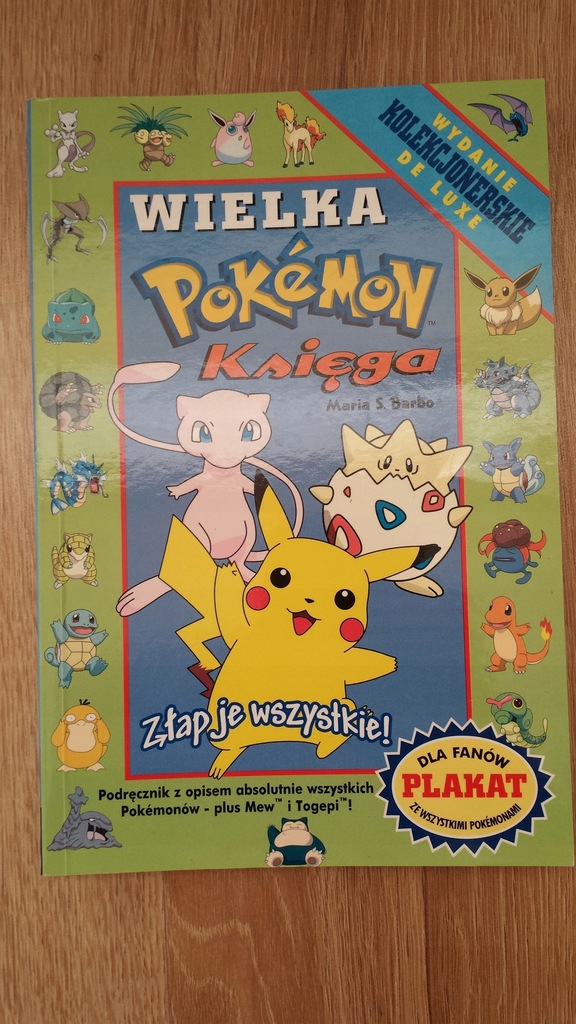 WYDANIE
KOLEKCJONERSKIE
DE LUXE
WIELKA
POKéMON™
Księga
Maria S. Barbo
Złap je wszystkie!
Podręcznik z opisem absolutnie wszystkich
Pokémonów - plus Mew™ i Togepi™!
DLA FANÓW
PLAKAT
ZE WSZYSTKIMI POKÉMONAMI